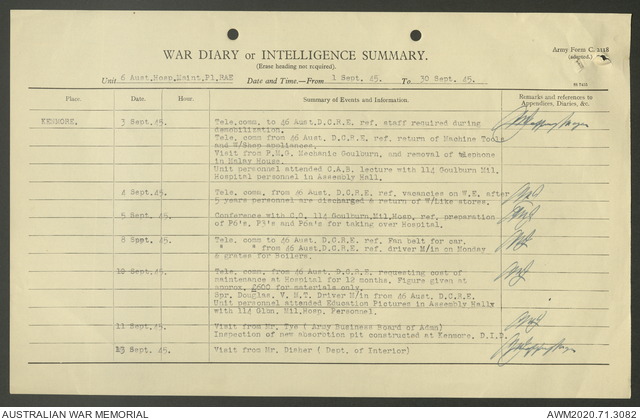 WAR DIARY or INTELLIGENCE SUMMARY.
Army Form C. 2118
(adapted.)
(Erase heading not required).
Unit 6 Aust.Hosp.Maint.Pl.RAE Date and Time.—From 1 Sept. 45. To 30 Sept. 45.
Place. Date. Hour. Summary of Events and Information. Remarks and references to
Appendices, Diaries, &c.
KENMORE. 3 Sept.45. Tele.comm. to 46 Aust.D.C.R.E. ref. staff required during
demobilization.
Tele.comm from 46 Aust. D.C.R.E. ref. return of Machine Tools
and W/Shop appliances.
Visit from P.M.G. Mechanic Goulburn, and removal of telephone
in Malay House.
Unit personnel attended C.A.B. lecture with 114 Goulburn Mil.
Hospital personnel in Assembly Hall.
4 Sept.45. Tele.comm. from 46 Aust. D.C.R.E. ref. vacancies on W.E. after
5 years personnel are discharged & return of W/Like stores.
5 Sept.45. Conference with C.O. 114 Goulburn.Mil.Hosp. ref. preparation
of F6's, F3's and F6a's for taking over Hospital.
8 Sept.45. Tele. comm. to 46 Aust. D.C.R.E. ref. Fan belt for car.
" " from 46 Aust.D.C.R.E. ref. driver M/in on Monday
& grates for Boilers.
10 Sept.45. Tele. comm. from 46 Aust. D.C.R.E. requesting cost of
maintenance at Hospital for 12 months. Figure given at
approx. £600 for materials only.
Spr. Douglas. V. M.T. Driver M/in from 46 Aust. D.C.R.E.
Unit personnel attended Education Pictures in Assembly Hallx
with 114 Glbn. Mil.Hosp. Personnel.
11 Sept.45. Visit from Mr. Tye ( Army Business Board of Admn)
Inspection of new absorption pit constructed at Kenmore. D.I.D.
13 Sept. 45. Visit from Mr. Disher ( Dept. of Interior)
AUSTRALIAN WAR MEMORIAL AWM2020.71.3082